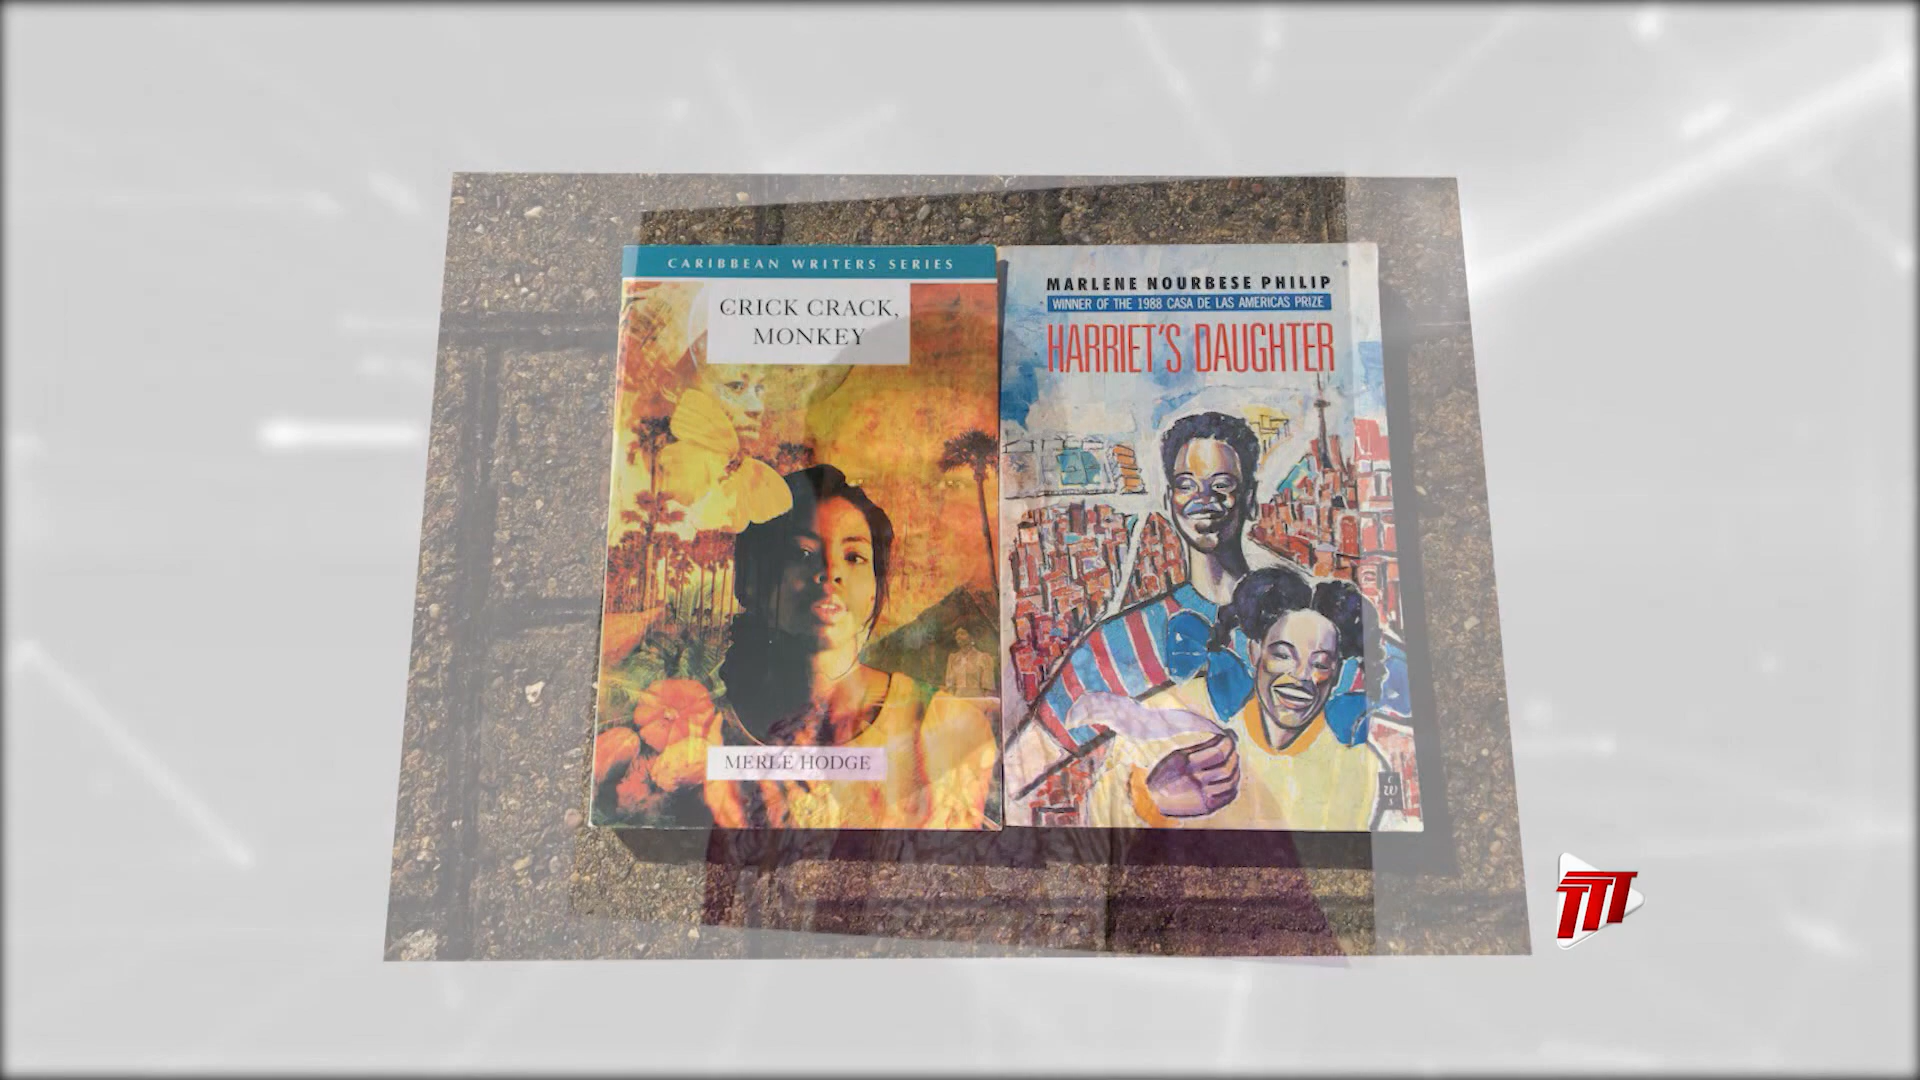 CARIBBEAN WRITERS SERIES
CRICK CRACK,
MONKEY
MERLE HODGE
MARLENE NOURBESE PHILIP
WINNER OF THE 1988 CASA DE LAS AMERICAS PRIZE
HARRIET'S DAUGHTER
C
W
S
TTT